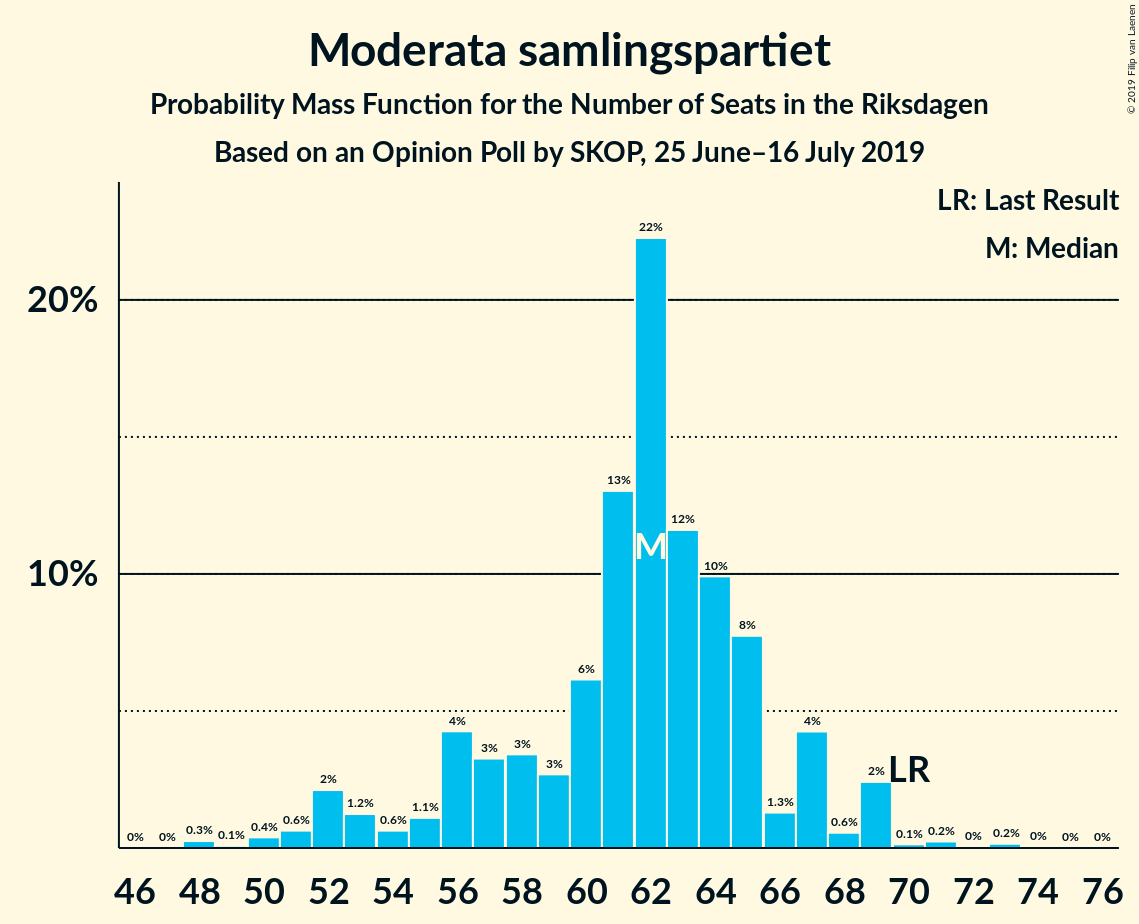 Moderata samlingspartiet
Probability Mass Function for the Number of Seats in the Riksdagen
Based on an Opinion Poll by SKOP, 25 June–16 July 2019
© 2019 Filip van Laenen
LR: Last Result
M: Median
20%
10%
0% 0% 0.3% 0.1% 0.4% 0.6% 2% 1.2% 0.6% 1.1% 4% 3% 3% 3% 6% 13% 22% 12% 10% 8% 1.3% 4% 0.6% 2% 0.1% 0.2% 0% 0.2% 0% 0% 0%
M
LR
46 48 50 52 54 56 58 60 62 64 66 68 70 72 74 76